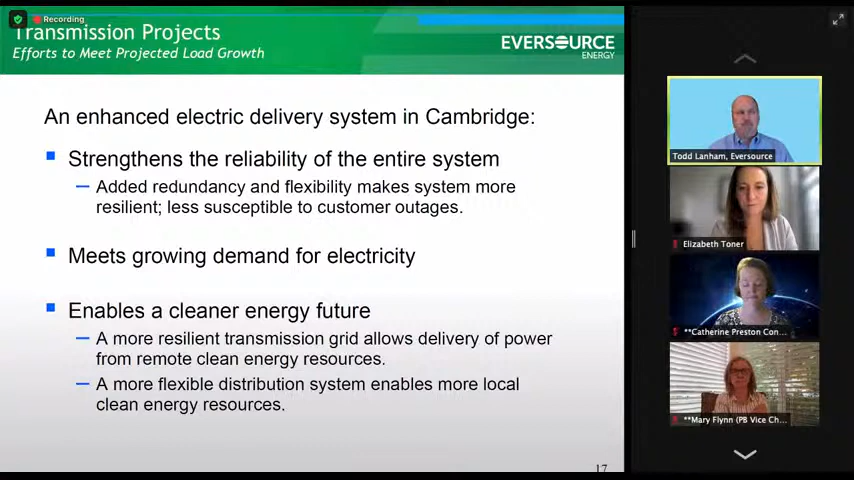 Recording
Transmission Projects
Efforts to Meet Projected Load Growth
EVERSOURCE
ENERGY
An enhanced electric delivery system in Cambridge:
Strengthens the reliability of the entire system
– Added redundancy and flexibility makes system more
resilient; less susceptible to customer outages.
Meets growing demand for electricity
Enables a cleaner energy future
– A more resilient transmission grid allows delivery of power
from remote clean energy resources.
– A more flexible distribution system enables more local
clean energy resources.
17
Todd Lanham, Eversource
Elizabeth Toner
**Catherine Preston Con...
**Mary Flynn (PB Vice Ch...